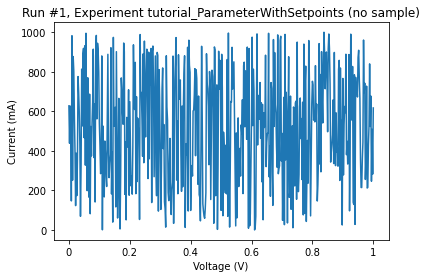 Run #1, Experiment tutorial_ParameterWithSetpoints (no sample)
1000
800
600
400
200
0
Current (mA)
0 0.2 0.4 0.6 0.8 1
Voltage (V)